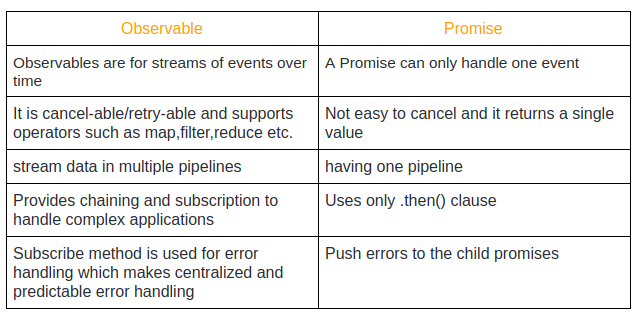 Observable
Promise
Observables are for streams of events over
time
A Promise can only handle one event
It is cancel-able/retry-able and supports
operators such as map,filter,reduce etc.
Not easy to cancel and it returns a single
value
stream data in multiple pipelines
having one pipeline
Provides chaining and subscription to
handle complex applications
Uses only .then() clause
Subscribe method is used for error
handling which makes centralized and
predictable error handling
Push errors to the child promises